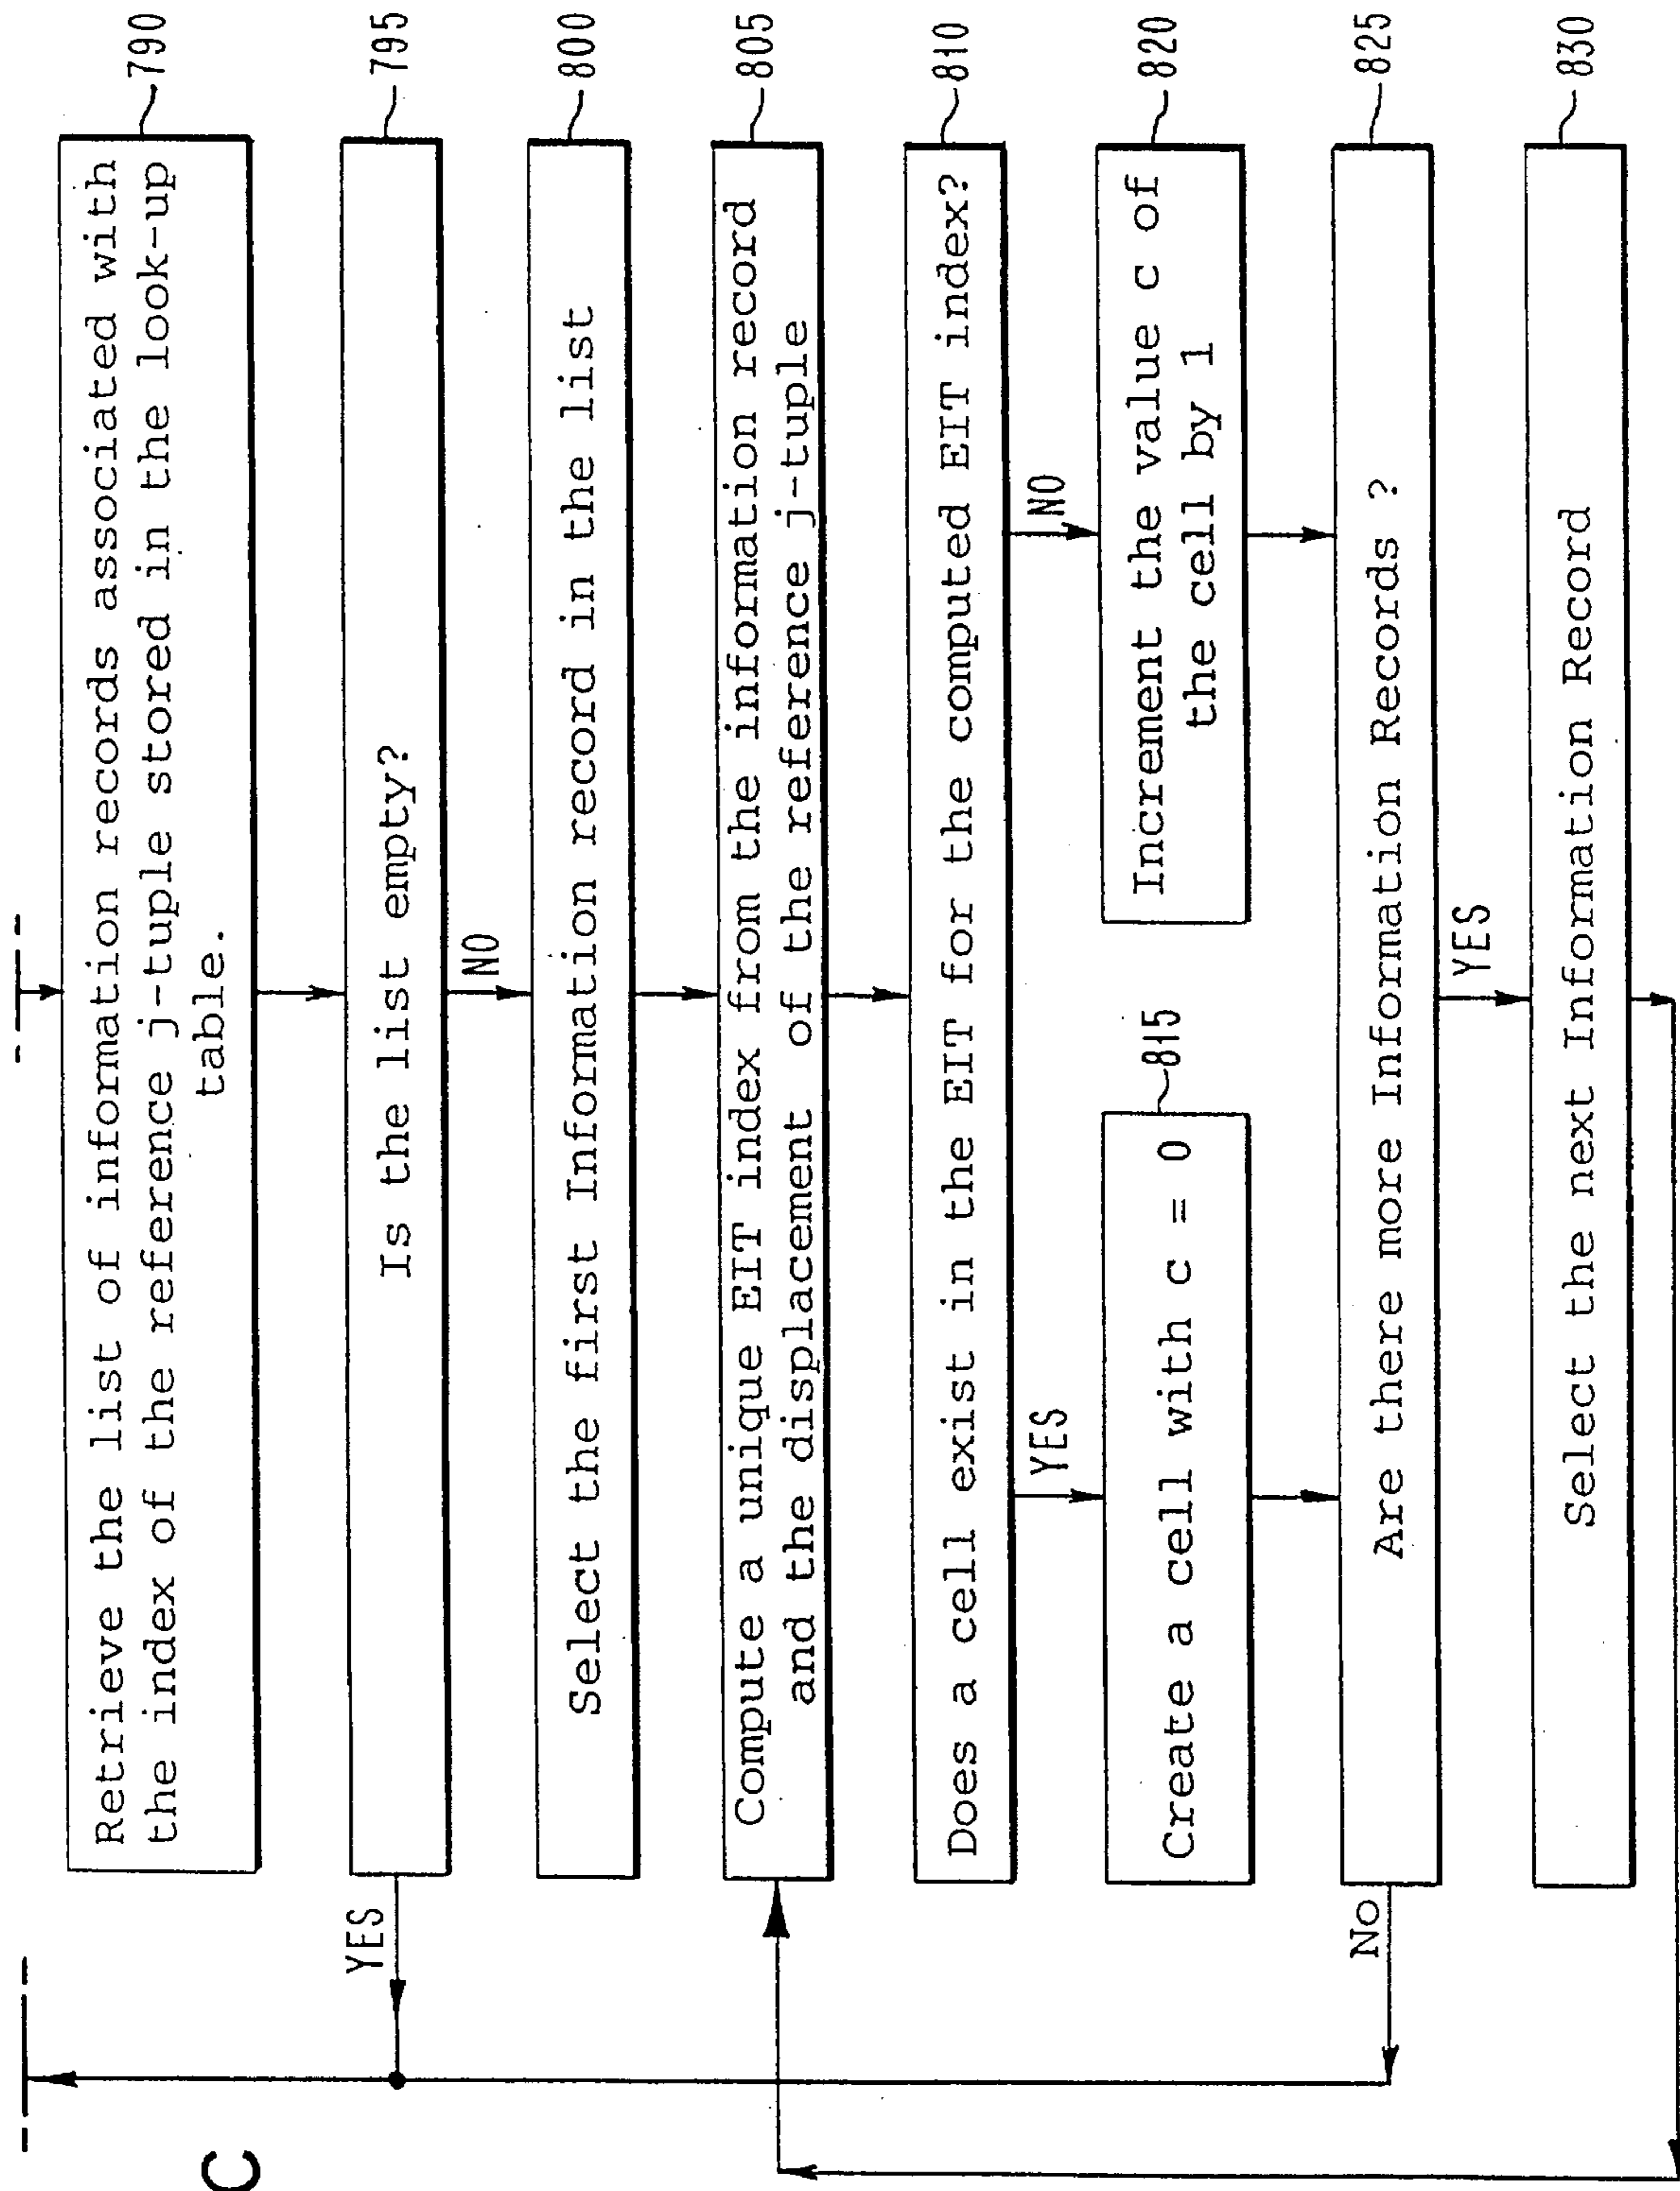 Retrieve the list of information records associated with
the index of the reference j-tuple stored in the look-up
table.
790
Is the list empty?
795
YES
NO
Select the first Information record in the list
800
Compute a unique EIT index from the information record
and the displacement of the reference j-tuple
805
Does a cell exist in the EIT for the computed EIT index?
810
YES
NO
Create a cell with c = 0
815
Increment the value c of
the cell by 1
820
Are there more Information Records ?
825
No
YES
Select the next Information Record
830
C